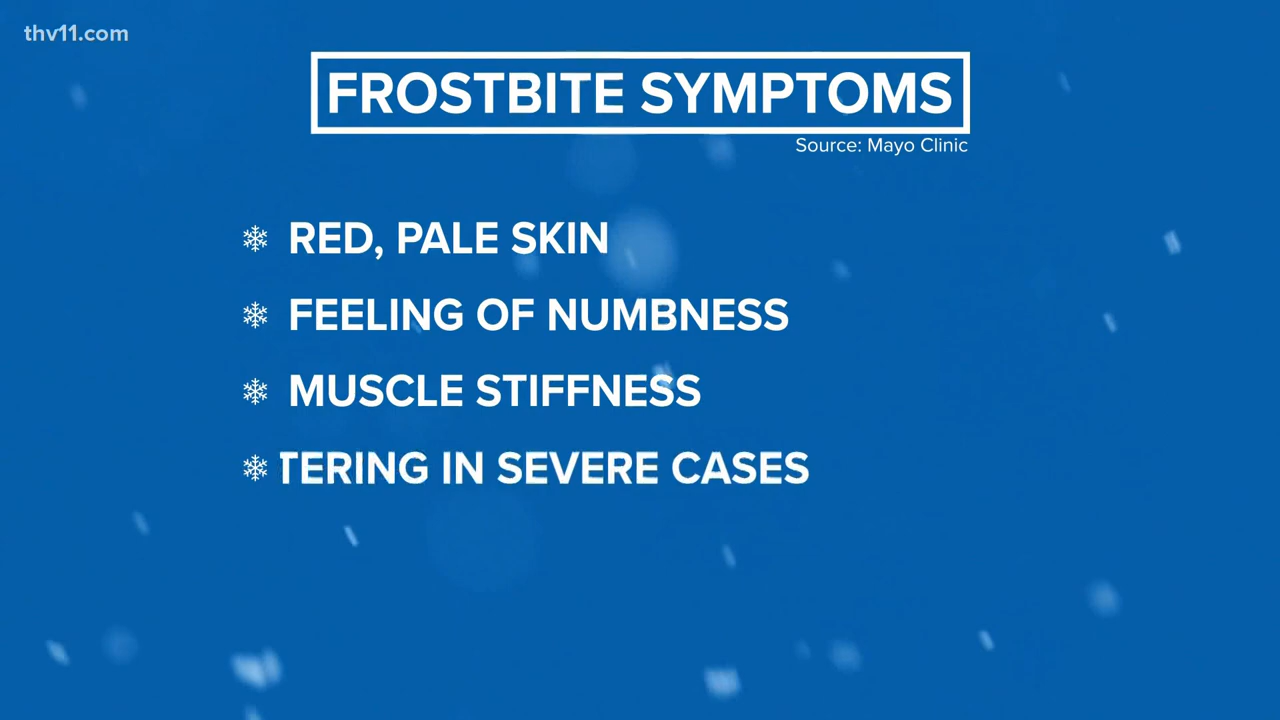 thv11.com
FROSTBITE SYMPTOMS
Source: Mayo Clinic
RED, PALE SKIN
FEELING OF NUMBNESS
MUSCLE STIFFNESS
TERING IN SEVERE CASES